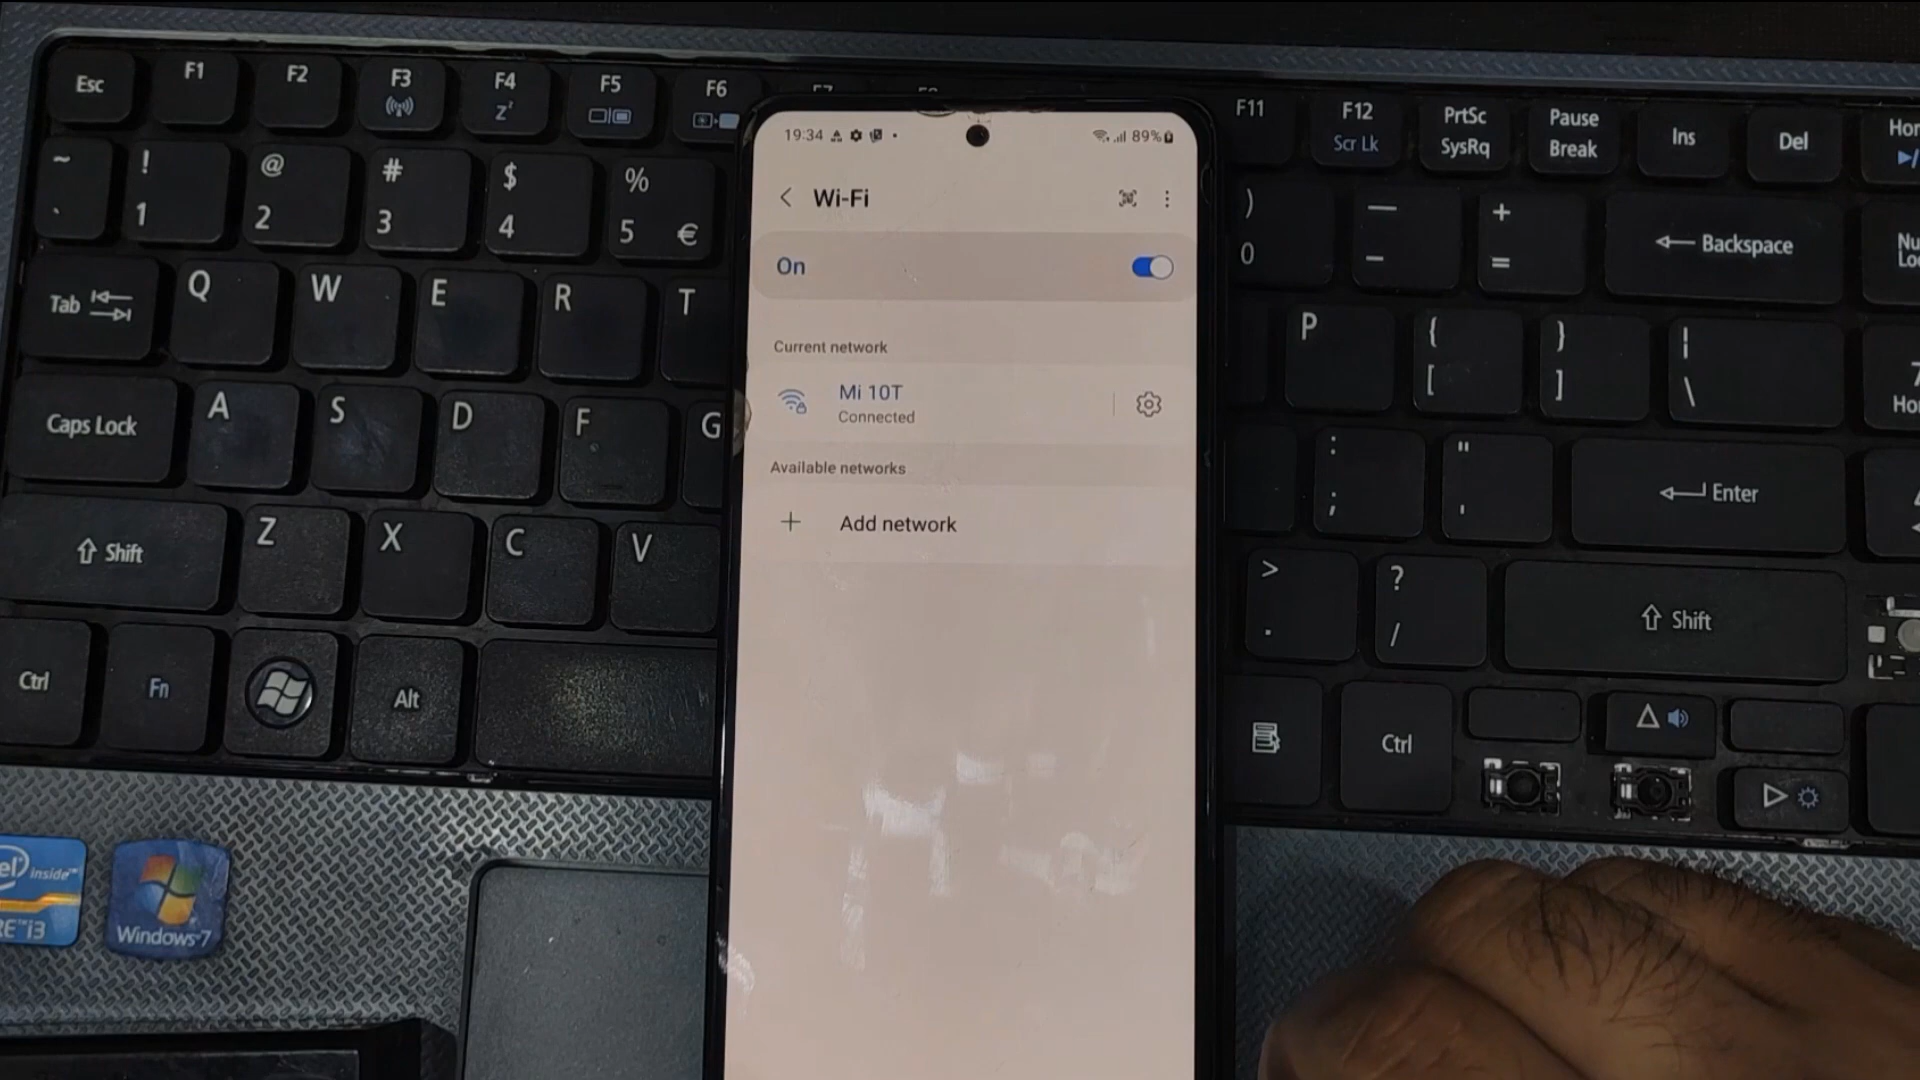 Esc F1 F2 F3 F4 F5 F6 F11 F12 PrtSc Pause Ins Del
Z Scr Lk SysRq Break
~ ! @ # $ % ) — + Backspace
` 1 2 3 4 5 € 0 - =
Tab Q W E R T P { } |
[ ] \
Caps Lock A S D F G : " Enter
; '
Shift Z X C V > ? Shift
. /
Ctrl Fn Alt Ctrl
19:34 89%
Wi-Fi
On
Current network
Mi 10T
Connected
Available networks
Add network
inside™
i3
Windows 7